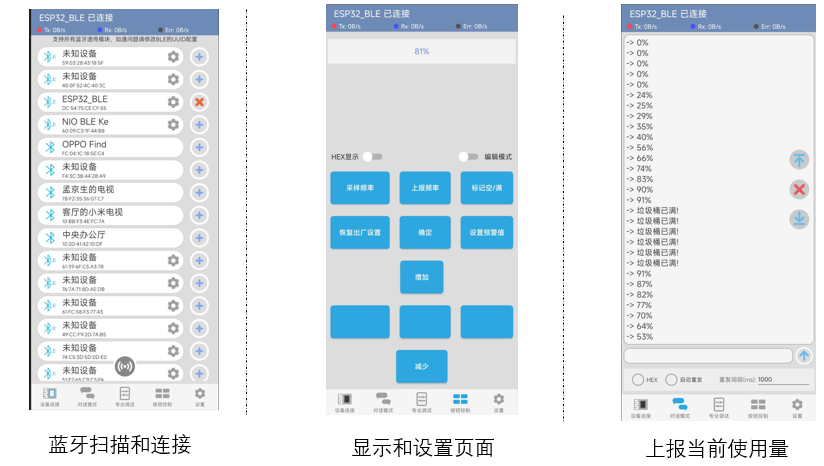 ESP32_BLE 已连接
Tx: 0B/s Rx: 0B/s Err: 0B/s
支持所有蓝牙透传模块，如遇问题请修改BLE的UUID配置
未知设备
59:03:28:43:18:5F
未知设备
45:0F:52:4C:40:3C
ESP32_BLE
DC:54:75:CE:CF:55
NIO BLE Ke
60:09:C3:1F:44:B8
OPPO Find
FC:04:1C:1B:5E:C4
未知设备
F4:3C:3B:44:28:A9
孟京生的电视
78:F2:35:36:07:C7
客厅的小米电视
10:BB:F3:4E:FC:7A
中央办公厅
10:2D:41:42:10:DF
未知设备
61:39:6F:C5:A3:78
未知设备
76:7A:71:8D:AE:DB
未知设备
61:FC:5B:F3:77:43
未知设备
49:CC:F9:2D:7A:B5
未知设备
74:C5:3D:5D:0D:E0
未知设备
设备连接 对话模式 专业调试 按钮控制 设置
蓝牙扫描和连接
ESP32_BLE 已连接
Tx: 0B/s Rx: 0B/s Err: 0B/s
81%
HEX显示 编辑模式
采样频率 上报频率 标记空/满
恢复出厂设置 确定 设置预警值
增加
减少
设备连接 对话模式 专业调试 按钮控制 设置
显示和设置页面
ESP32_BLE 已连接
Tx: 0B/s Rx: 0B/s Err: 0B/s
-> 0%
-> 0%
-> 0%
-> 0%
-> 0%
-> 24%
-> 25%
-> 29%
-> 35%
-> 40%
-> 56%
-> 66%
-> 74%
-> 83%
-> 90%
-> 91%
-> 垃圾桶已满!
-> 垃圾桶已满!
-> 垃圾桶已满!
-> 垃圾桶已满!
-> 垃圾桶已满!
-> 垃圾桶已满!
-> 91%
-> 87%
-> 82%
-> 77%
-> 70%
-> 64%
-> 53%
HEX 自动重发 重发间隔(ms): 1000
设备连接 对话模式 专业调试 按钮控制 设置
上报当前使用量